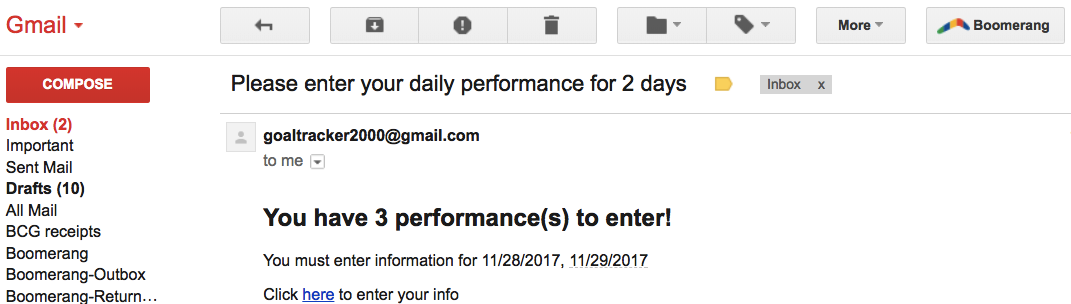 Gmail
More
Boomerang
COMPOSE
Please enter your daily performance for 2 days
Inbox x
Inbox (2)
Important
Sent Mail
Drafts (10)
All Mail
BCG receipts
Boomerang
Boomerang-Outbox
Boomerang-Return…
goaltracker2000@gmail.com
to me
You have 3 performance(s) to enter!
You must enter information for 11/28/2017, 11/29/2017
Click here to enter your info